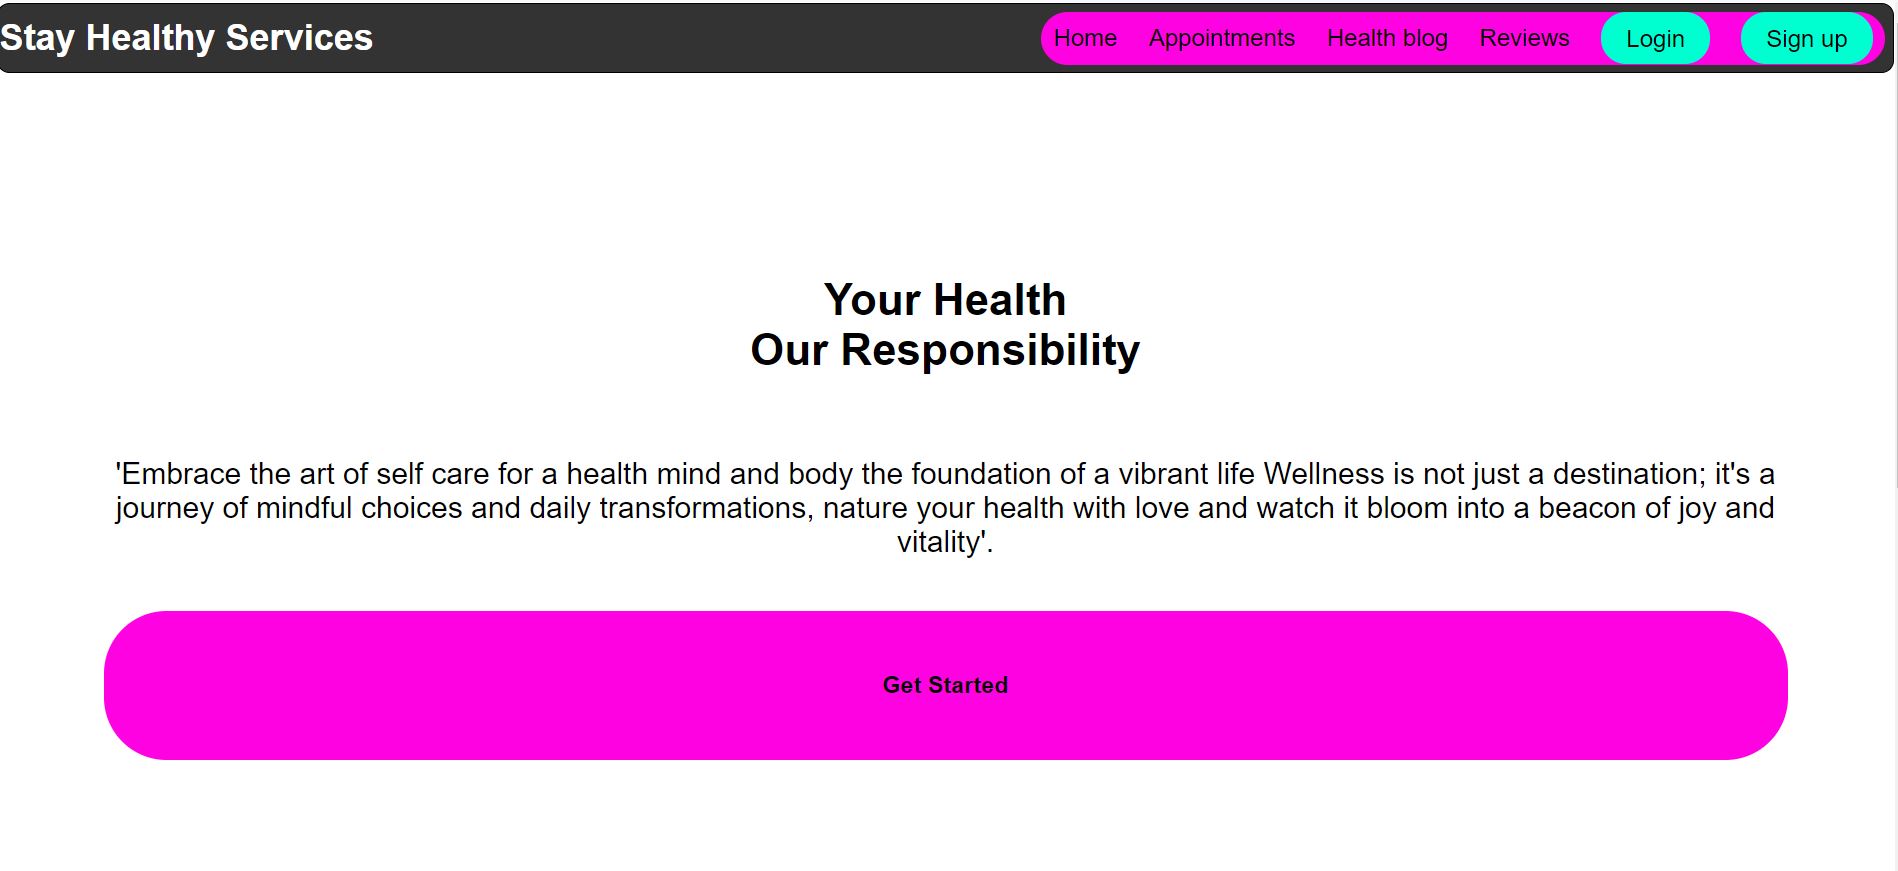 Stay Healthy Services
Home Appointments Health blog Reviews Login Sign up
Your Health
Our Responsibility
'Embrace the art of self care for a health mind and body the foundation of a vibrant life Wellness is not just a destination; it's a
journey of mindful choices and daily transformations, nature your health with love and watch it bloom into a beacon of joy and
vitality'.
Get Started